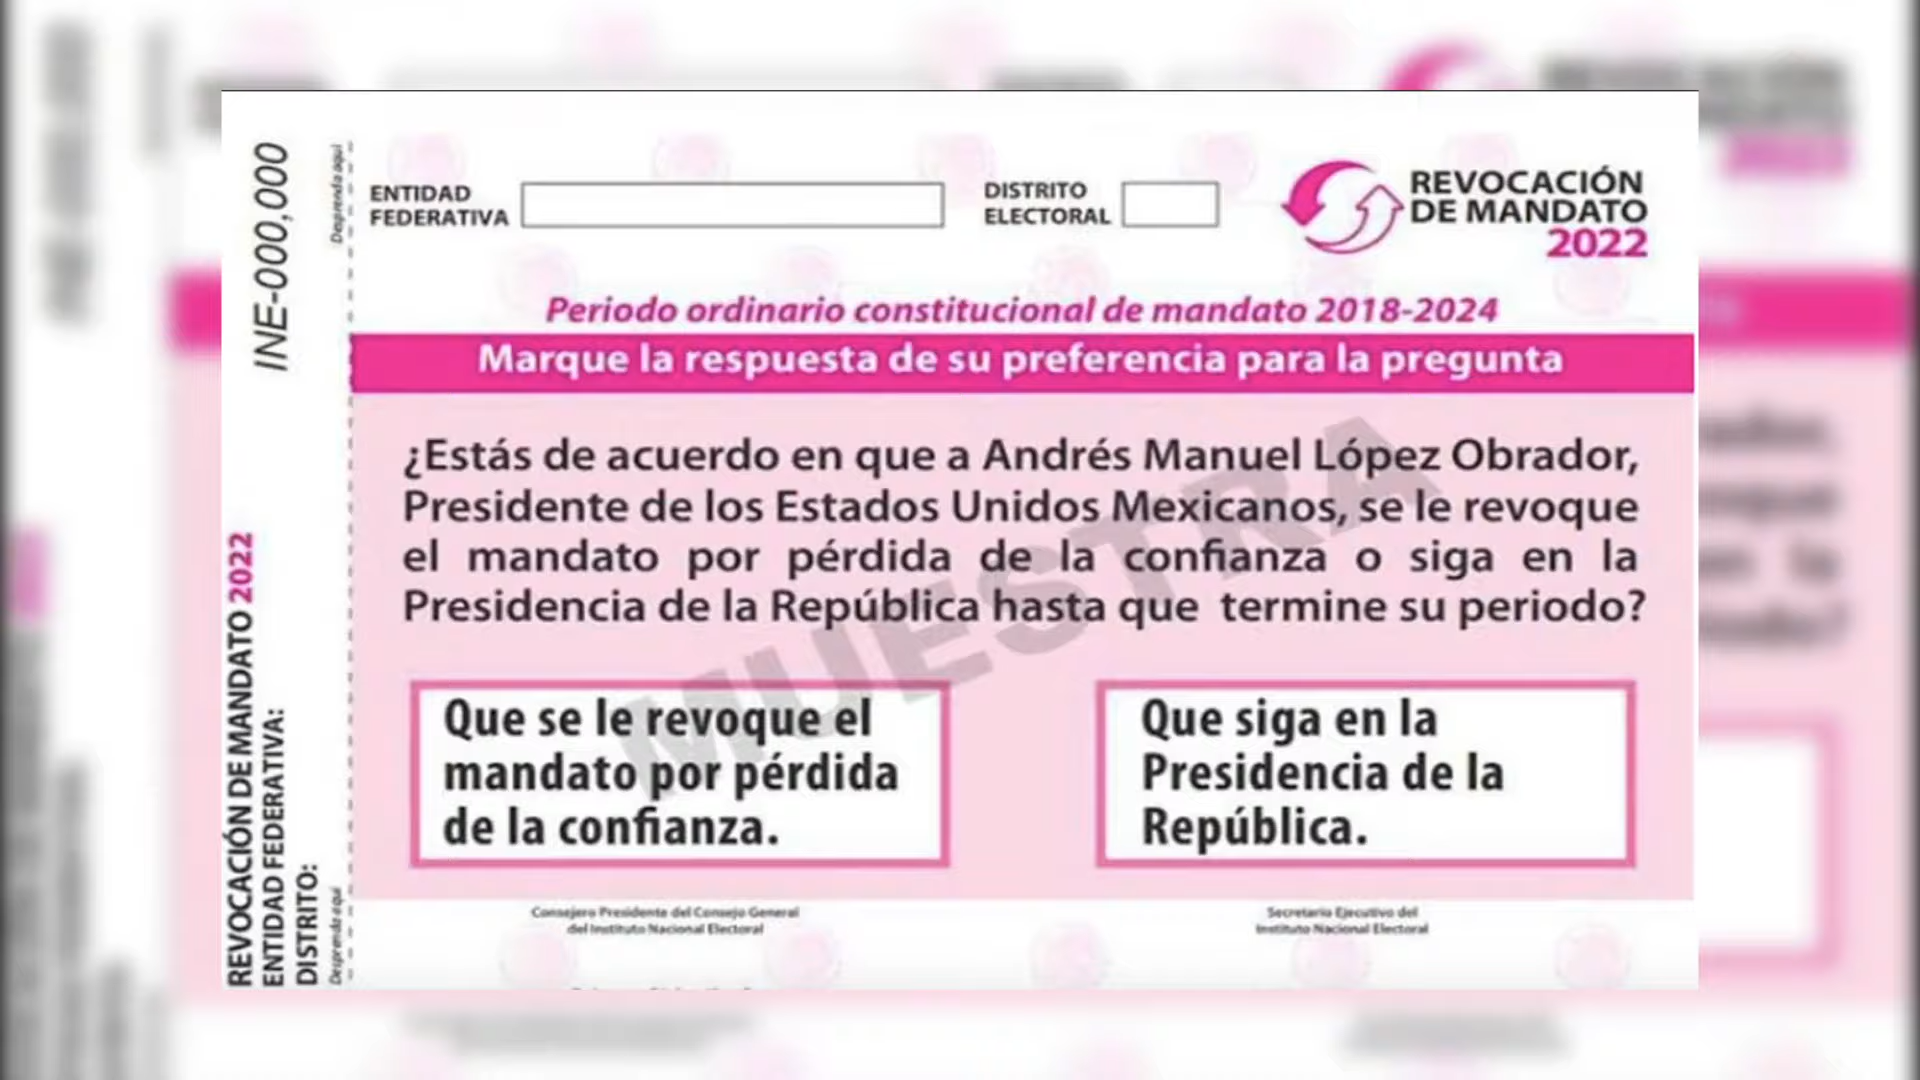 INE-000,000
Desprenda aquí
REVOCACIÓN DE MANDATO 2022
ENTIDAD FEDERATIVA:
DISTRITO:
Desprenda aquí
ENTIDAD
FEDERATIVA
DISTRITO
ELECTORAL
REVOCACIÓN
DE MANDATO
2022
Periodo ordinario constitucional de mandato 2018-2024
Marque la respuesta de su preferencia para la pregunta
¿Estás de acuerdo en que a Andrés Manuel López Obrador,
Presidente de los Estados Unidos Mexicanos, se le revoque
el mandato por pérdida de la confianza o siga en la
Presidencia de la República hasta que termine su periodo?
MUESTRA
Que se le revoque el
mandato por pérdida
de la confianza.
Que siga en la
Presidencia de la
República.
Consejero Presidente del Consejo General
del Instituto Nacional Electoral
Secretario Ejecutivo del
Instituto Nacional Electoral